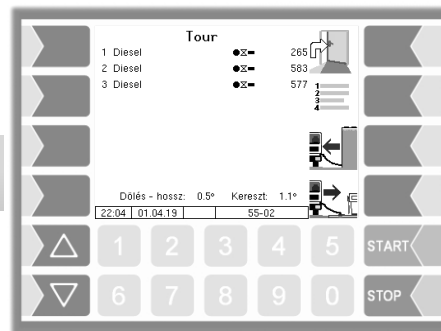 Tour
1 Diesel 265
2 Diesel 583
3 Diesel 577
1
2
3
4
Dőlés - hossz: 0.5° Kereszt: 1.1°
22:04 01.04.19 55-02
1 2 3 4 5 START
6 7 8 9 0 STOP